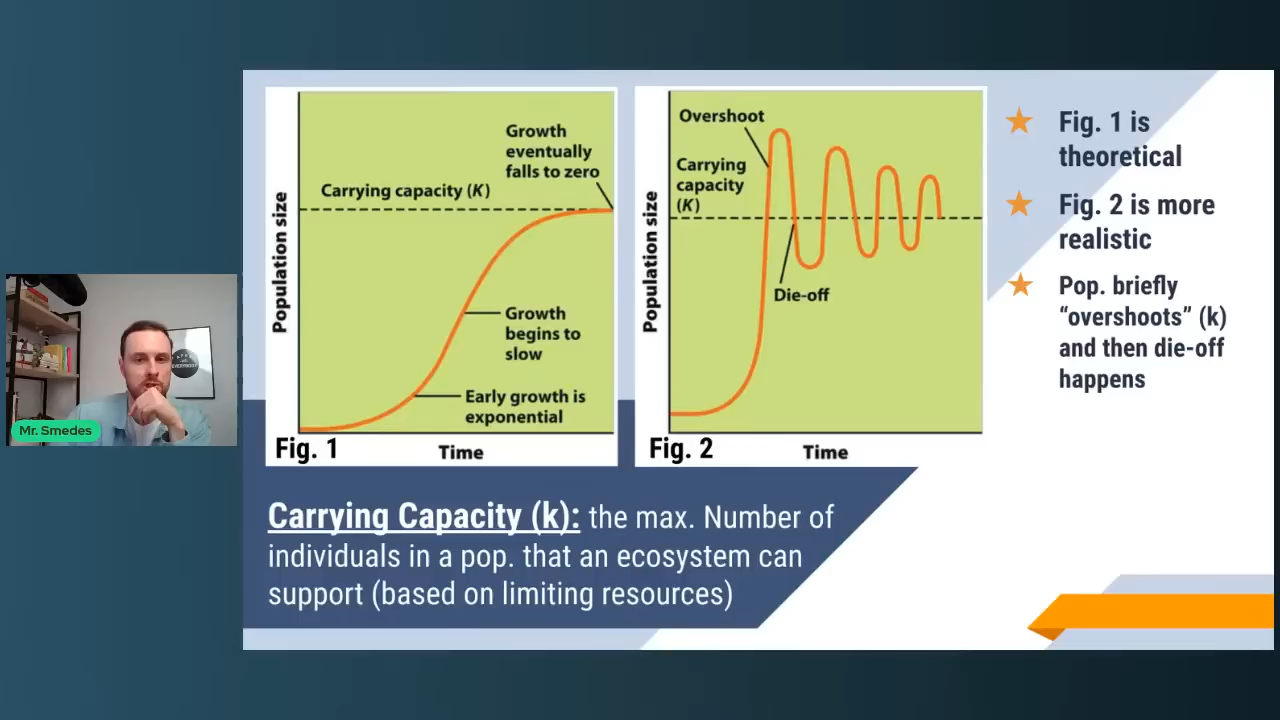 Growth
eventually
falls to zero
Carrying capacity (K)
Population size
Growth
begins to
slow
Early growth is
exponential
Fig. 1
Time
Overshoot
Carrying
capacity
(K)
Population size
Die-off
Fig. 2
Time
Fig. 1 is
theoretical
Fig. 2 is more
realistic
Pop. briefly
“overshoots” (k)
and then die-off
happens
Mr. Smedes
Carrying Capacity (k): the max. Number of
individuals in a pop. that an ecosystem can
support (based on limiting resources)